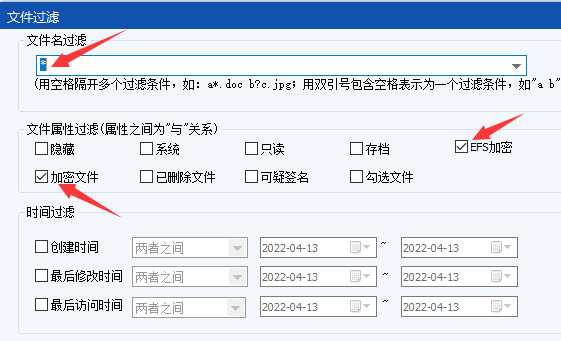 文件过滤
文件名过滤
*
(用空格隔开多个过滤条件，如：a*.doc b?c.jpg；用双引号包含空格表示为一个过滤条件，如"a b"
文件属性过滤(属性之间为"与"关系)
隐藏 系统 只读 存档 EFS加密
加密文件 已删除文件 可疑签名 勾选文件
时间过滤
创建时间 两者之间 2022-04-13 ~ 2022-04-13
最后修改时间 两者之间 2022-04-13 ~ 2022-04-13
最后访问时间 两者之间 2022-04-13 ~ 2022-04-13